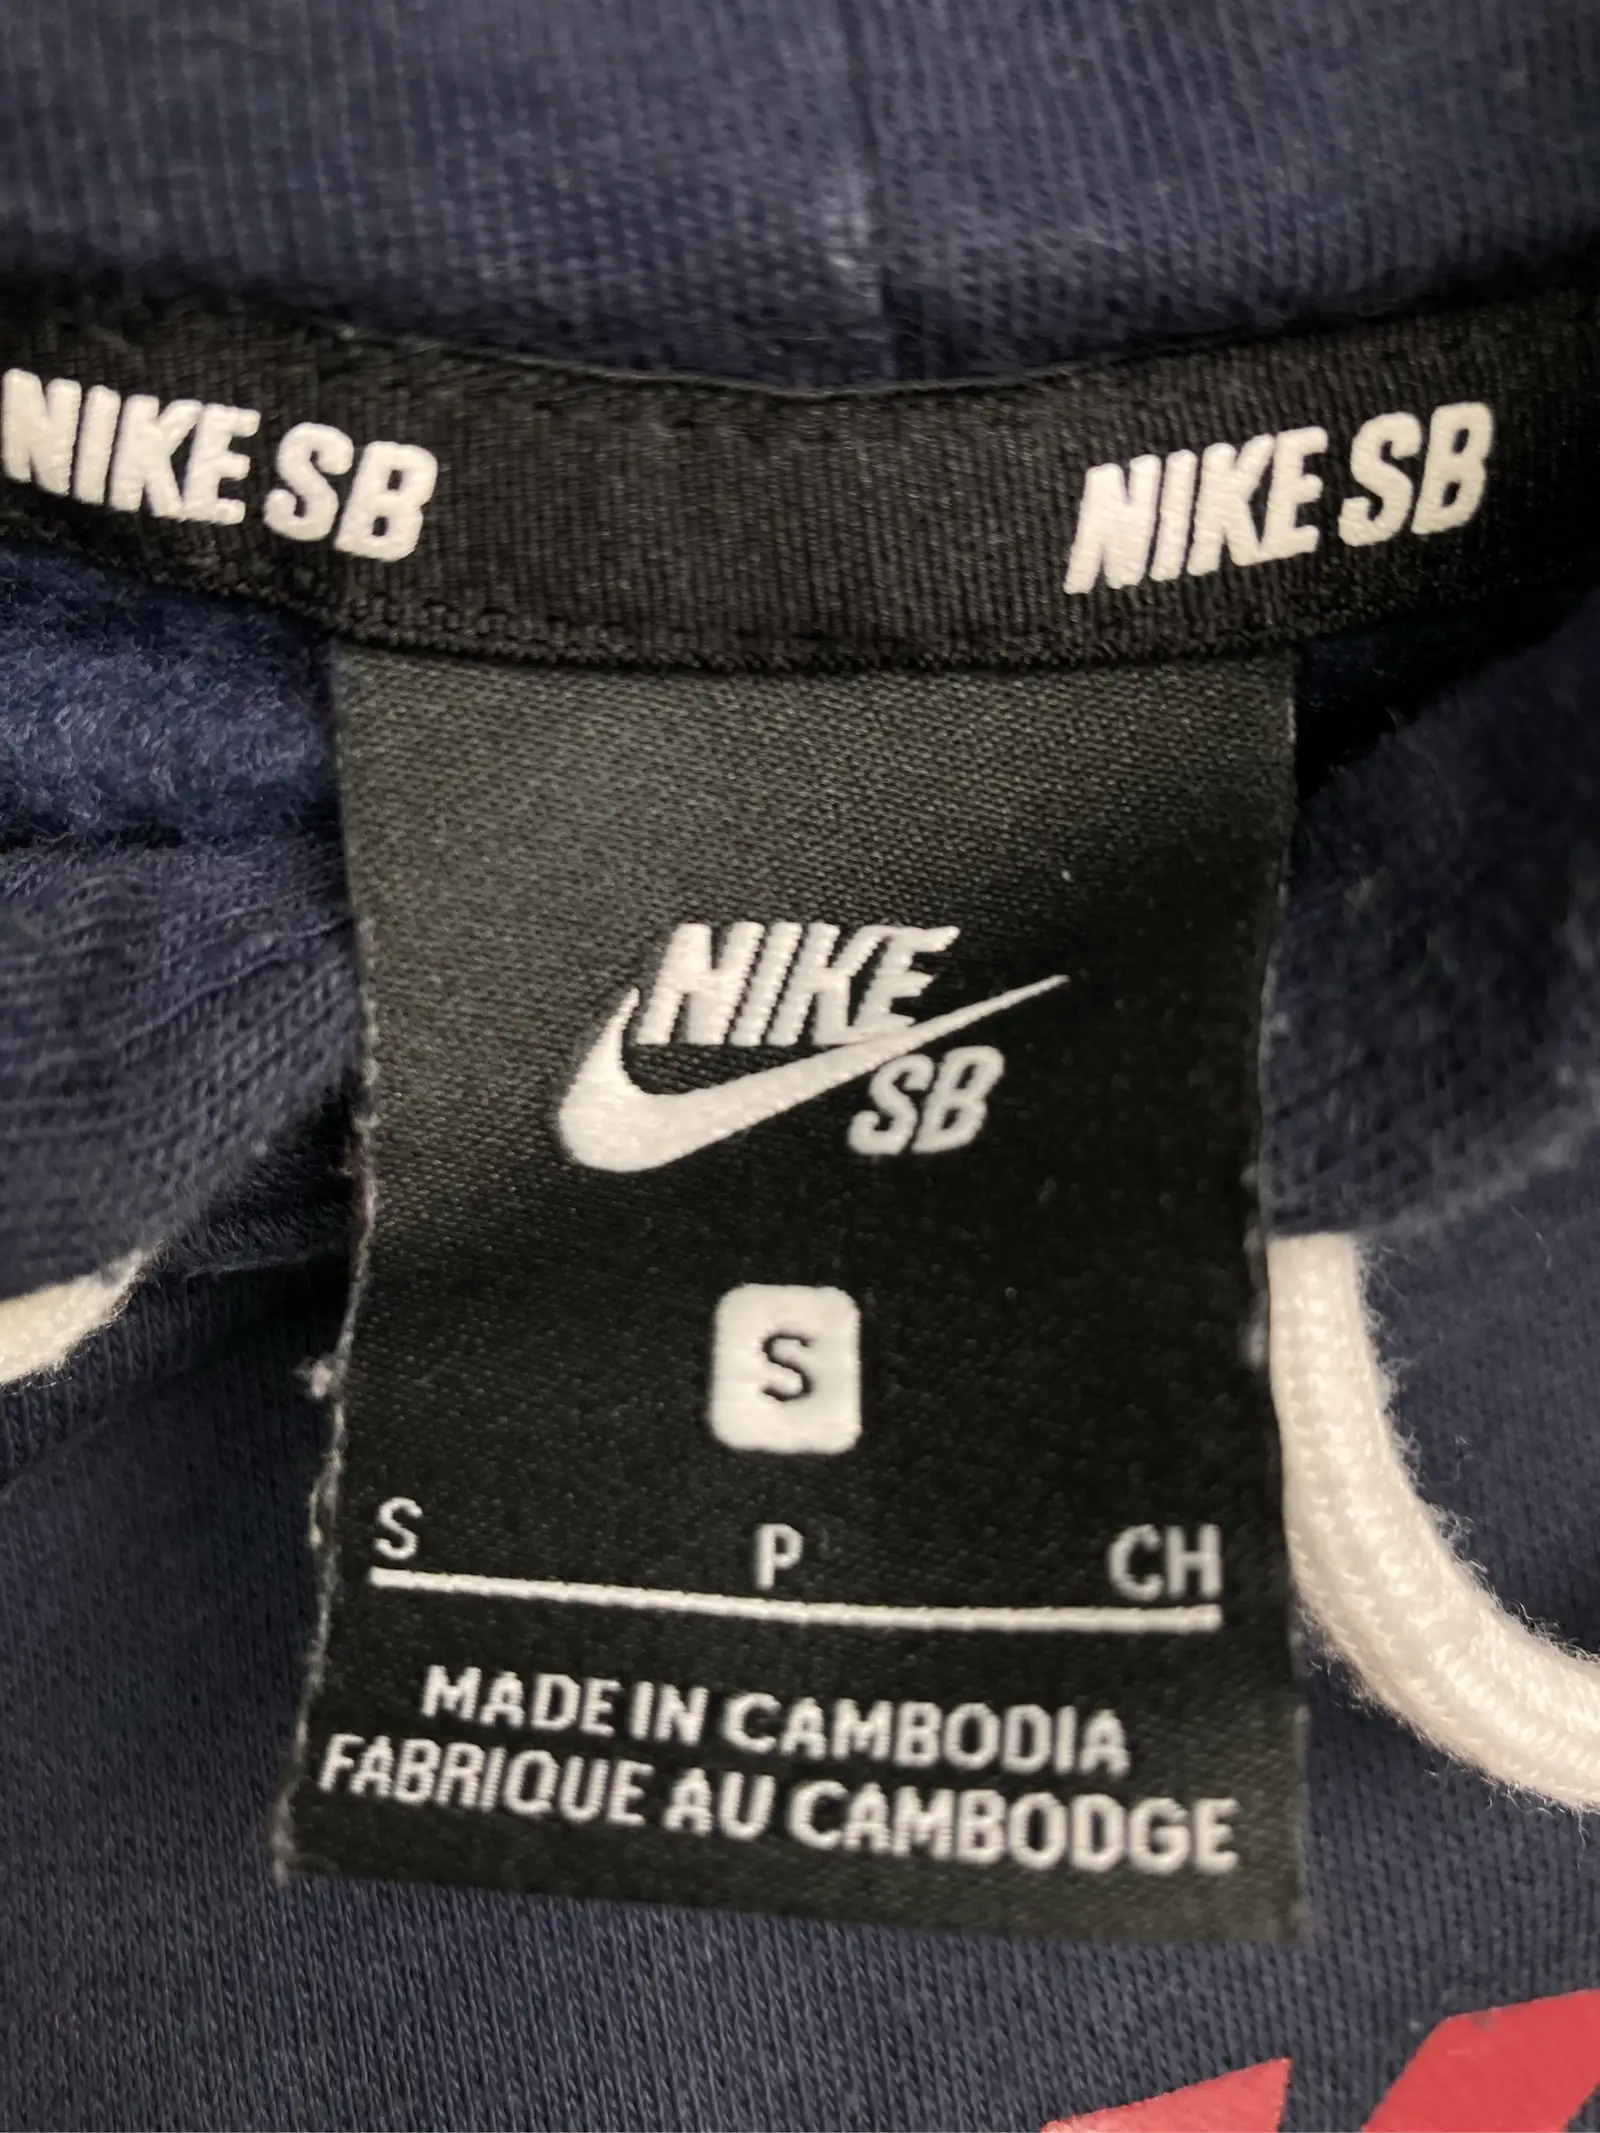 NIKE SB NIKE SB
NIKE
SB
S
S P CH
MADE IN CAMBODIA
FABRIQUE AU CAMBODGE